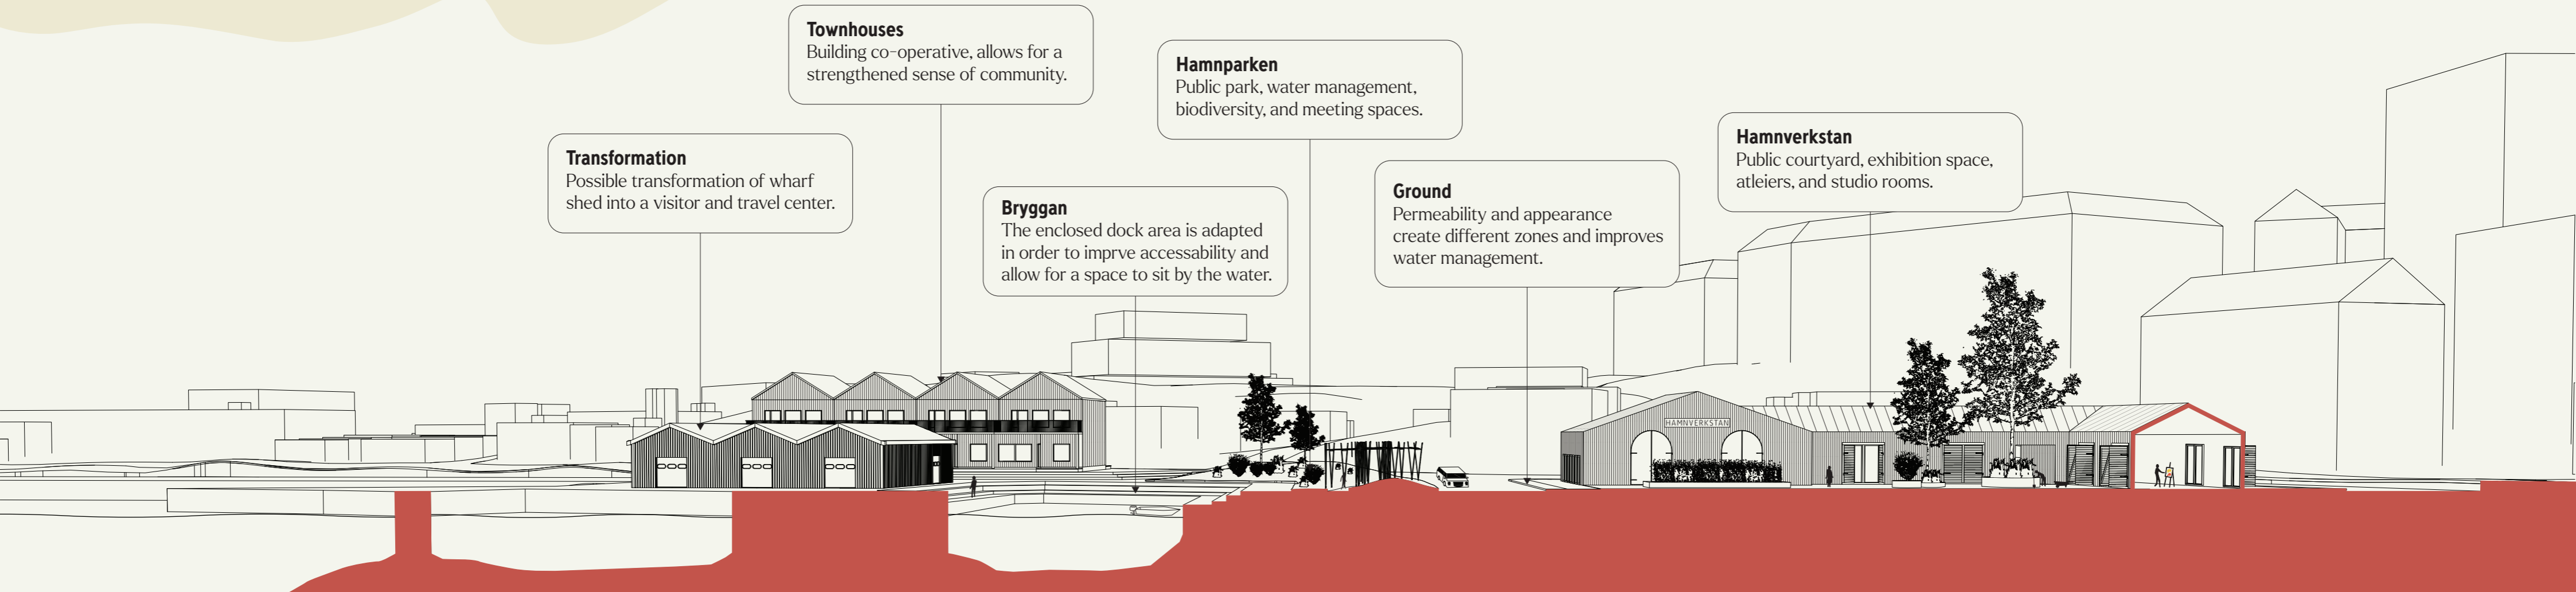 Townhouses
Building co-operative, allows for a
strengthened sense of community.
Hamnparken
Public park, water management,
biodiversity, and meeting spaces.
Hamnverkstan
Public courtyard, exhibition space,
atleiers, and studio rooms.
Transformation
Possible transformation of wharf
shed into a visitor and travel center.
Ground
Permeability and appearance
create different zones and improves
water management.
Bryggan
The enclosed dock area is adapted
in order to imprve accessability and
allow for a space to sit by the water.
HAMNVERKSTAN